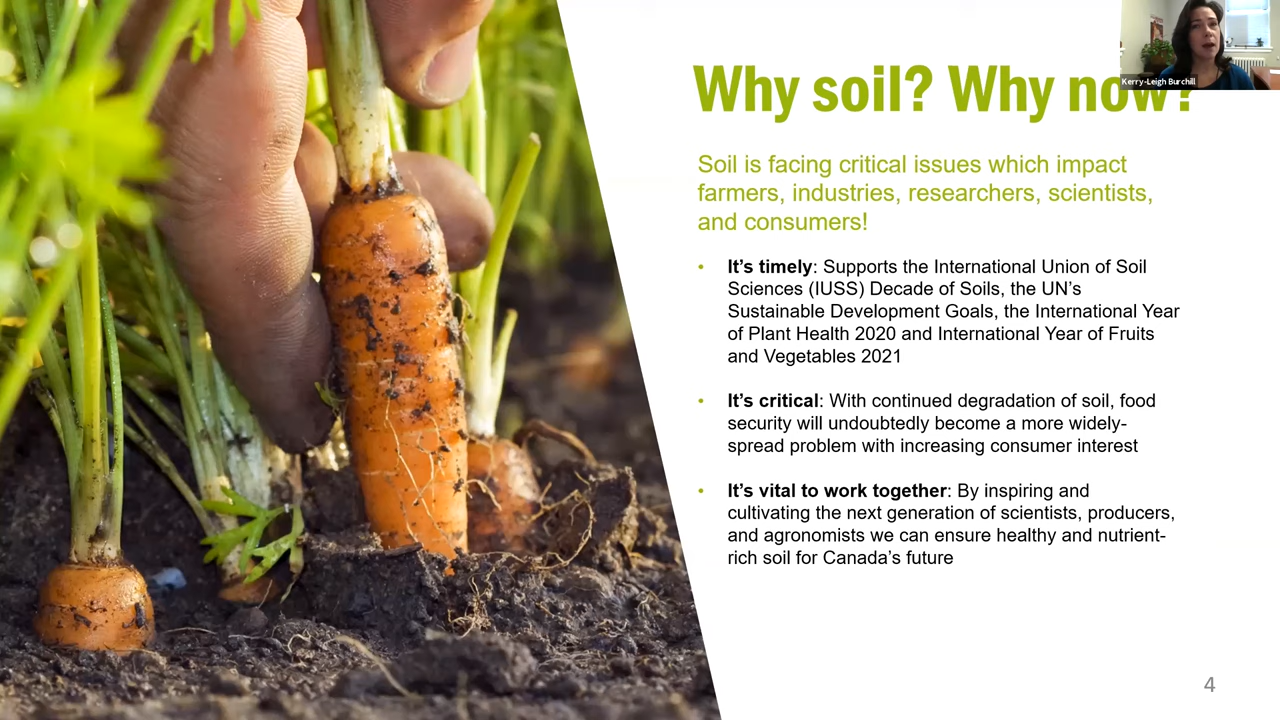 Kerry-Leigh Burchill
Why soil? Why now?
Soil is facing critical issues which impact
farmers, industries, researchers, scientists,
and consumers!
• It’s timely: Supports the International Union of Soil
Sciences (IUSS) Decade of Soils, the UN’s
Sustainable Development Goals, the International Year
of Plant Health 2020 and International Year of Fruits
and Vegetables 2021
• It’s critical: With continued degradation of soil, food
security will undoubtedly become a more widely-
spread problem with increasing consumer interest
• It’s vital to work together: By inspiring and
cultivating the next generation of scientists, producers,
and agronomists we can ensure healthy and nutrient-
rich soil for Canada’s future
4